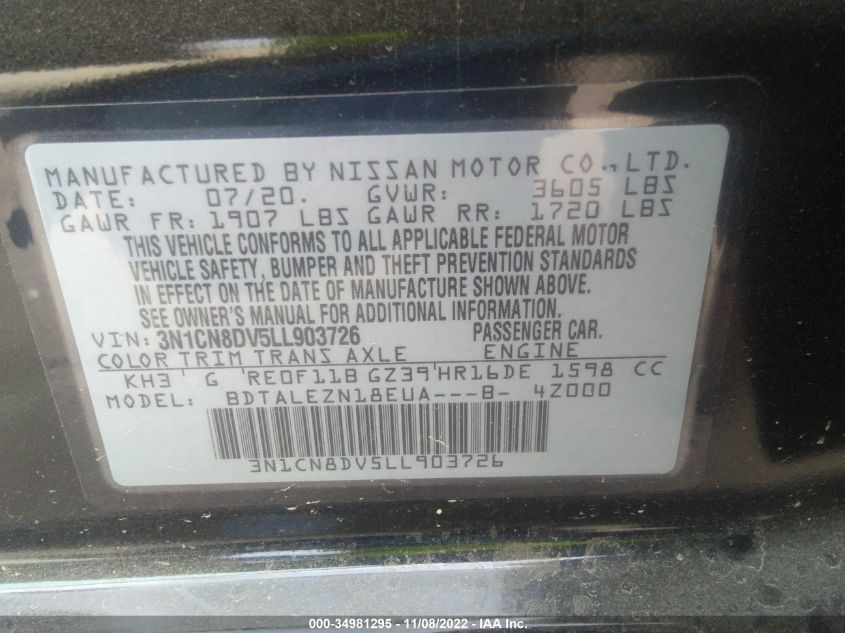 MANUFACTURED BY NISSAN MOTOR CO., LTD.
DATE: 07/20. GVWR: 3605 LBS
GAWR FR: 1907 LBS GAWR RR: 1720 LBS
THIS VEHICLE CONFORMS TO ALL APPLICABLE FEDERAL MOTOR
VEHICLE SAFETY, BUMPER AND THEFT PREVENTION STANDARDS
IN EFFECT ON THE DATE OF MANUFACTURE SHOWN ABOVE.
SEE OWNER'S MANUAL FOR ADDITIONAL INFORMATION.
VIN: 3N1CN8DV5LL903726 PASSENGER CAR.
COLOR TRIM TRANS AXLE ENGINE
KH3 G RE0F11B GZ39 HR16DE 1598 CC
MODEL: BDTALEZN18EUA---B- 4Z000
3N1CN8DV5LL903726
000-34981295 - 11/08/2022 - © IAA Inc.